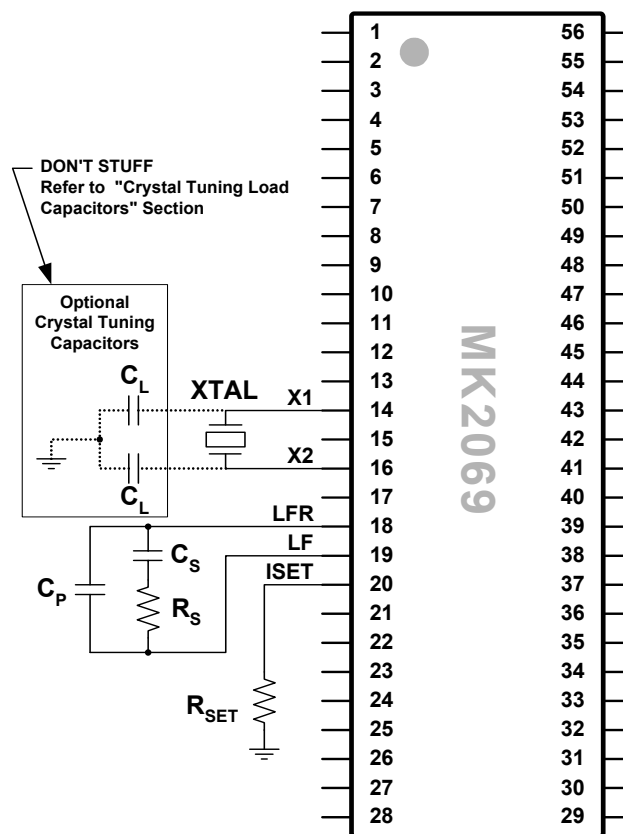 1 56
2 55
3 54
4 53
5 52
6 51
7 50
8 49
9 48
10 47
11 46
12 45
13 44
14 43
15 42
16 41
17 40
18 39
19 38
20 37
21 36
22 35
23 34
24 33
25 32
26 31
27 30
28 29
MK2069
DON'T STUFF
Refer to "Crystal Tuning Load
Capacitors" Section
Optional
Crystal Tuning
Capacitors
CL
XTAL
X1
X2
CL
LFR
LF
ISET
CS
CP
RS
RSET